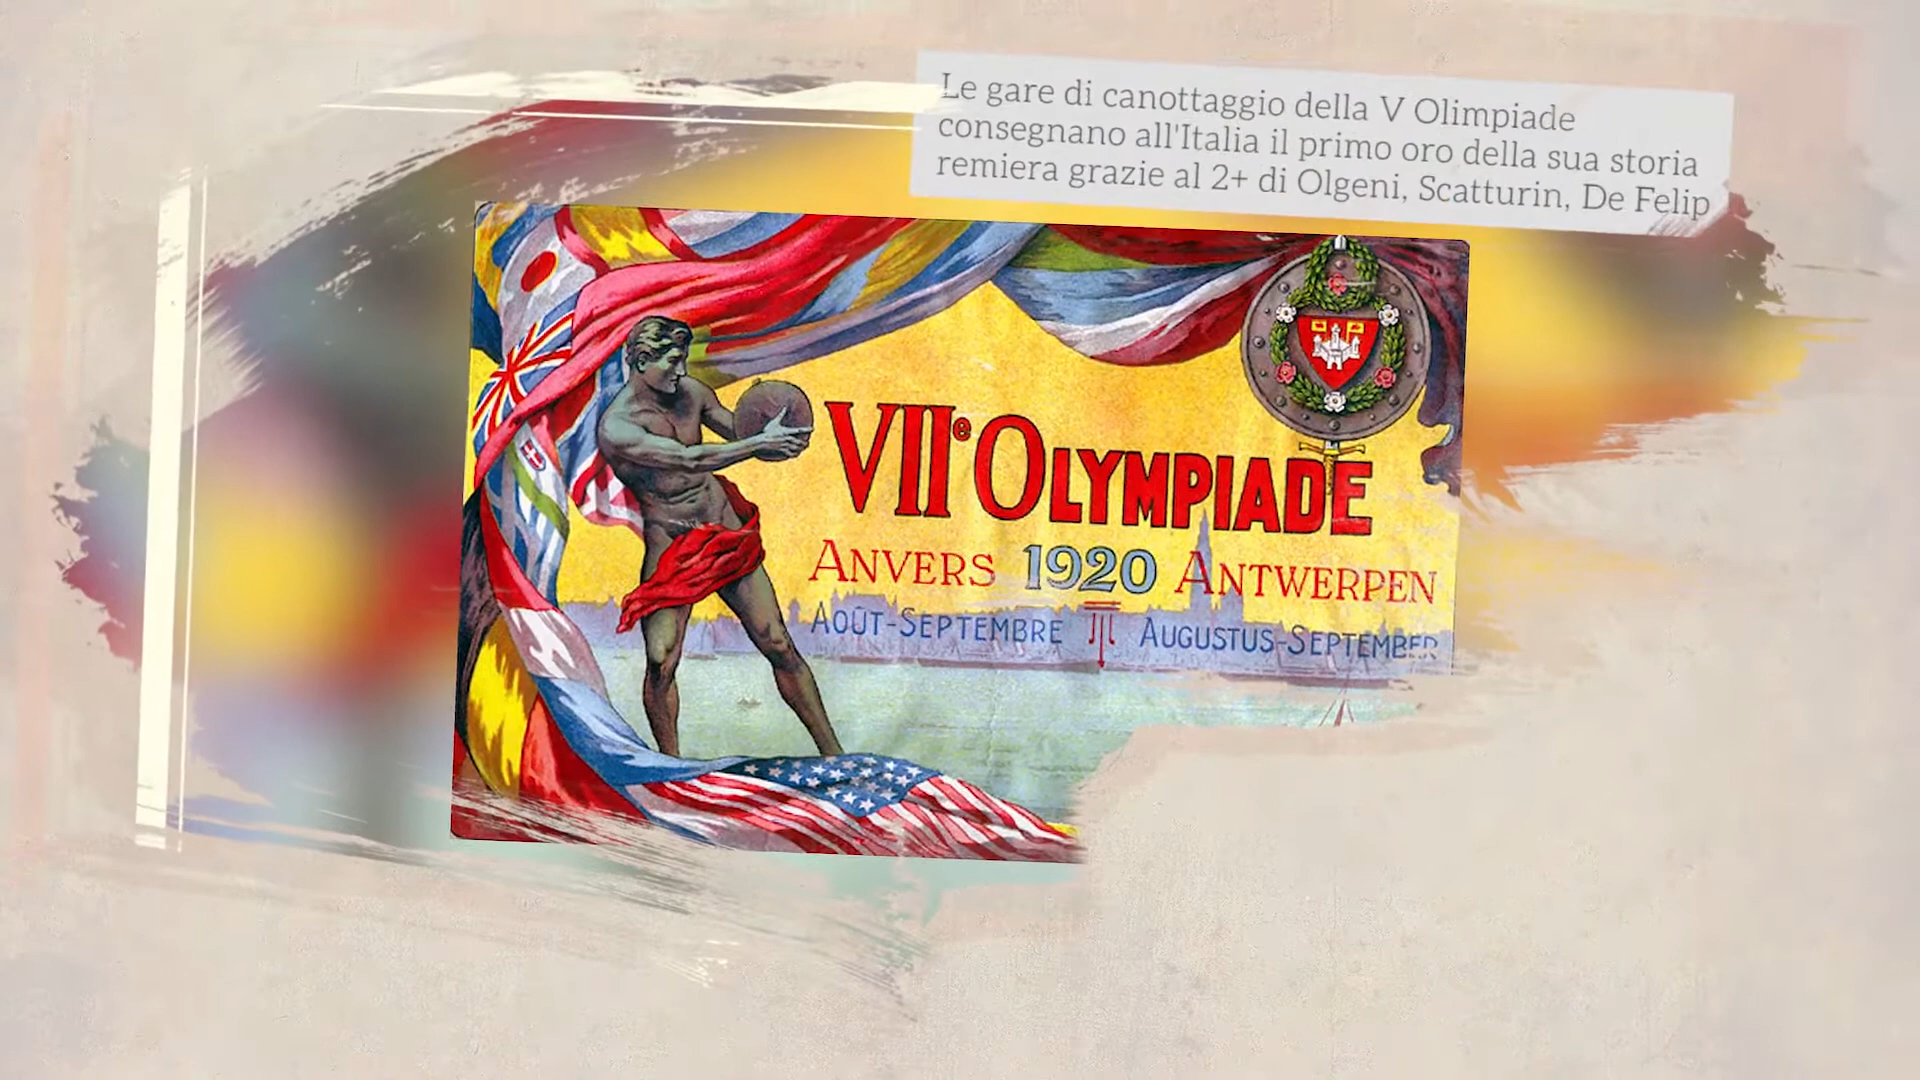 Le gare di canottaggio della V Olimpiade
consegnano all'Italia il primo oro della sua storia
remiera grazie al 2+ di Olgeni, Scatturin, De Felip
VIIe OLYMPIADE
ANVERS 1920 ANTWERPEN
AOÛT-SEPTEMBRE AUGUSTUS-SEPTEMBER